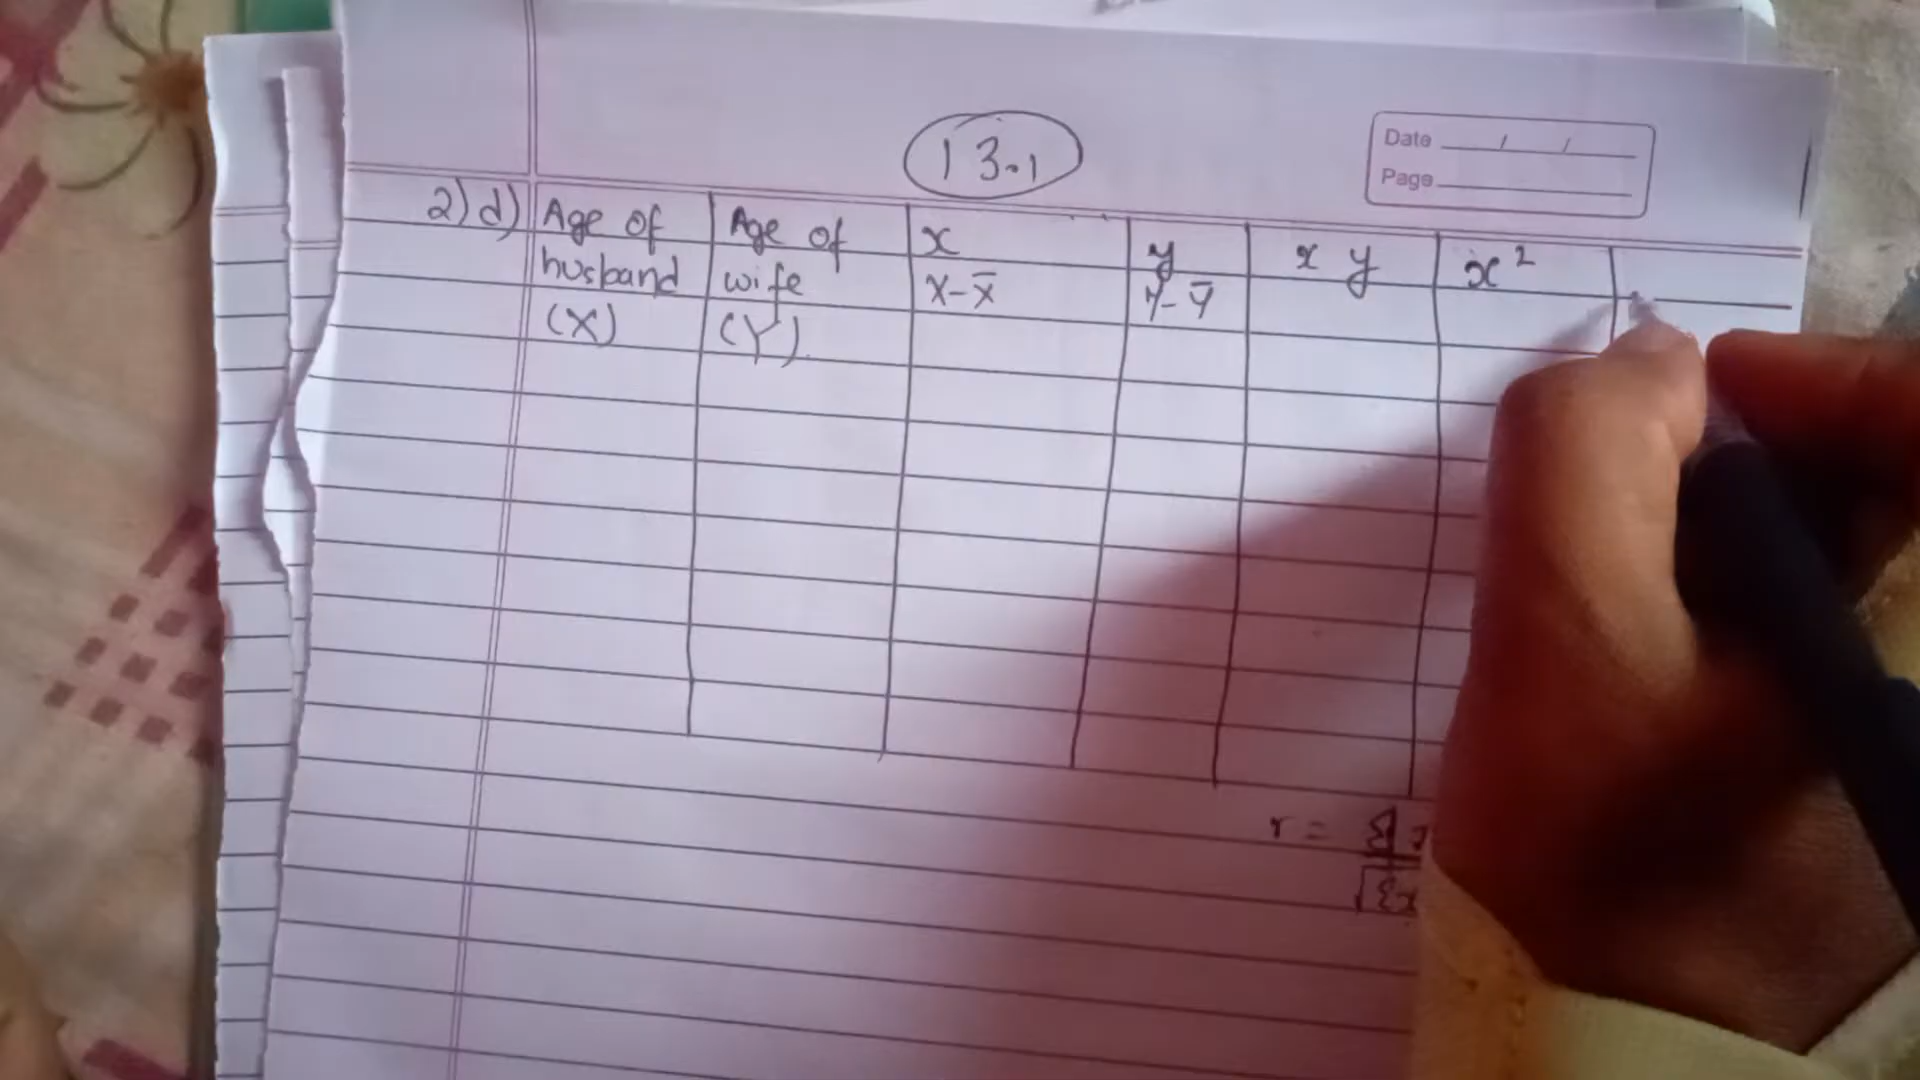 13.1
Date / /
Page
2) d) Age of husband (X)
Age of wife (Y)
x
X - X̄
y
Y - Ȳ
x y
x²
r =